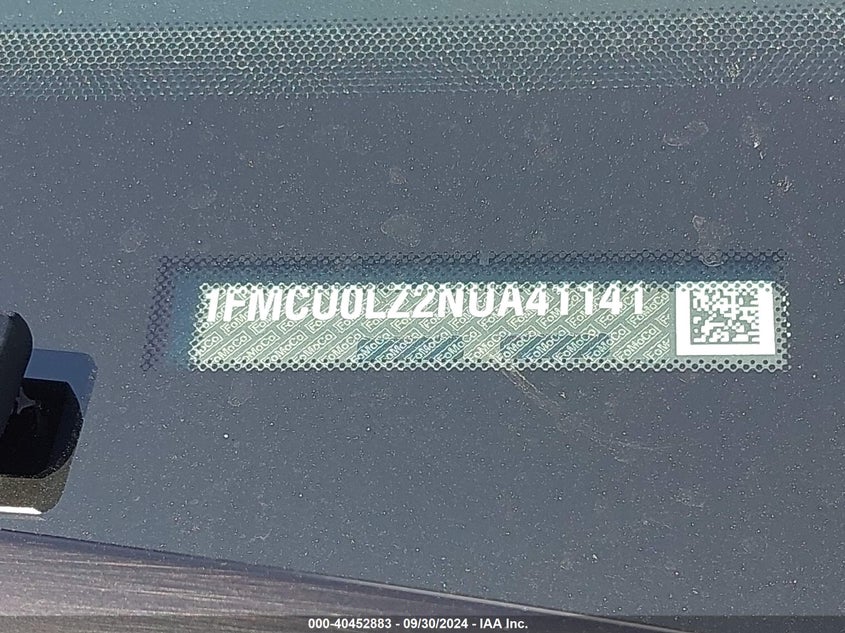 1FMCU0LZ2NUA41141
000-40452883 - 09/30/2024 - IAA Inc.